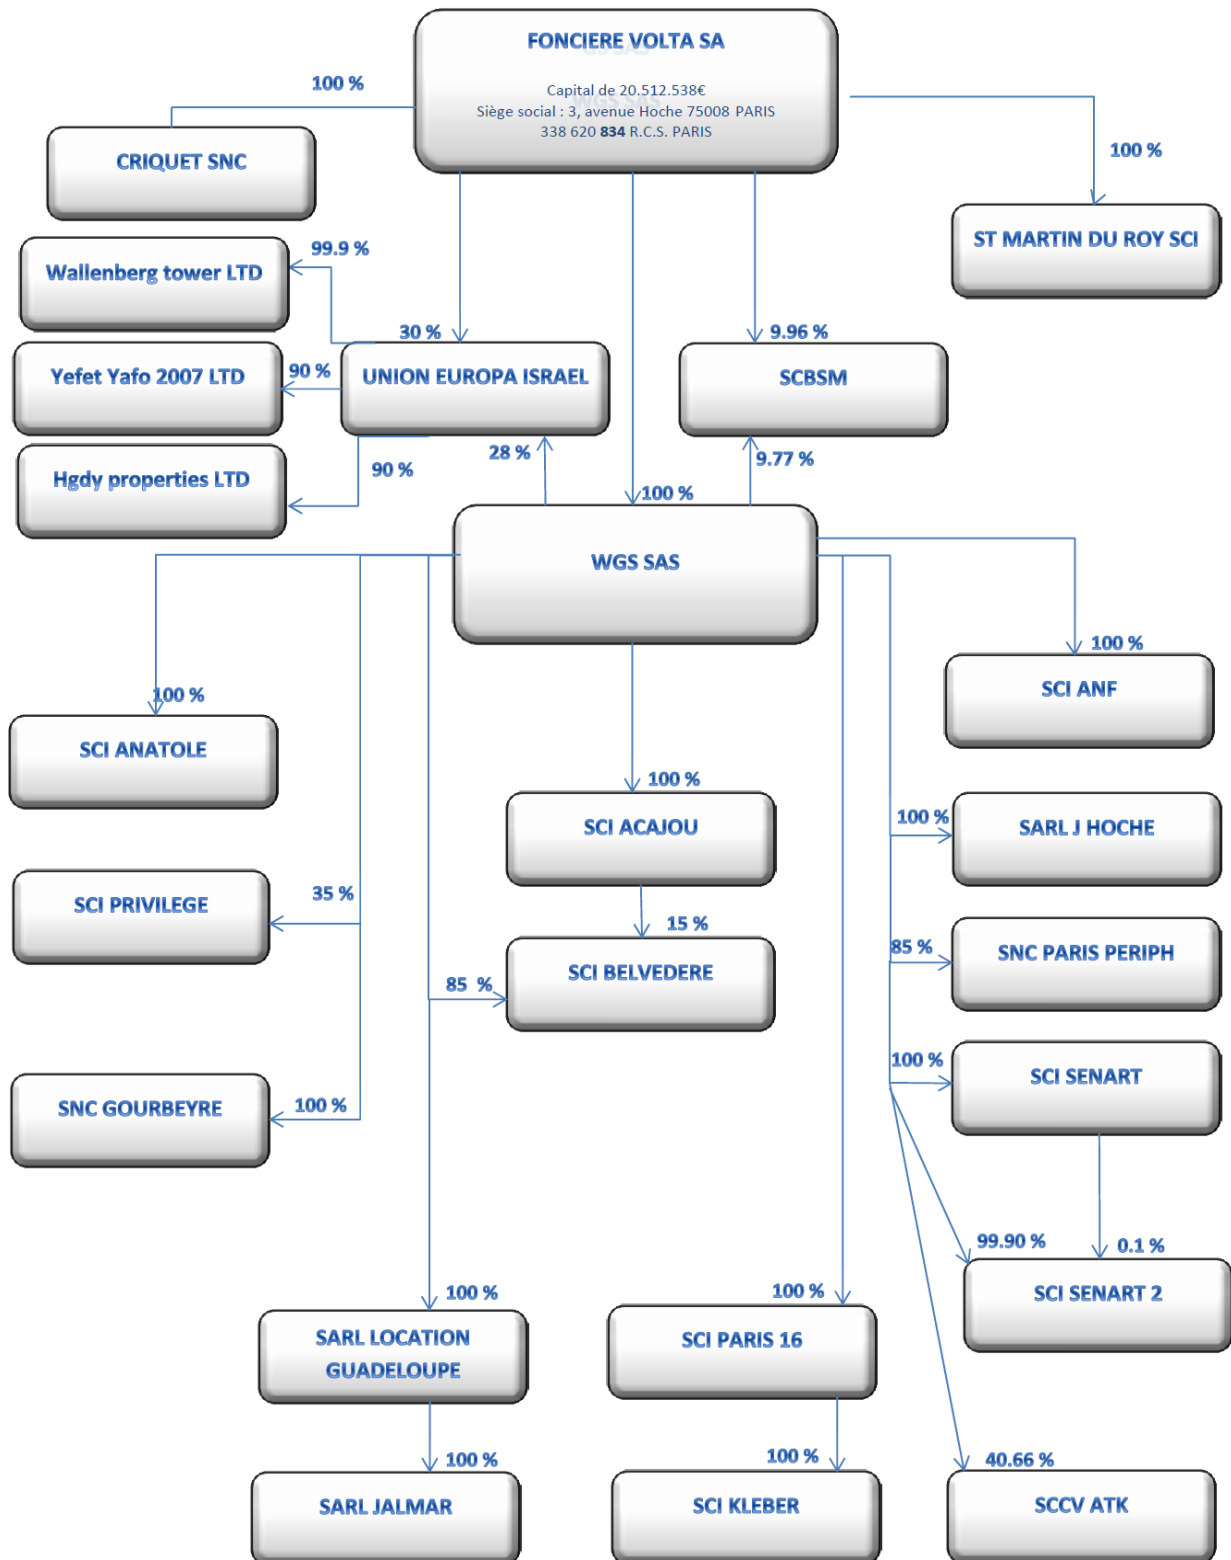 FONCIERE VOLTA SA
Capital de 20.512.538€
WGS SAS
Siège social : 3, avenue Hoche 75008 PARIS
338 620 834 R.C.S. PARIS
100 %
CRIQUET SNC
100 %
ST MARTIN DU ROY SCI
99.9 %
Wallenberg tower LTD
30 %
9.96 %
Yefet Yafo 2007 LTD
90 %
UNION EUROPA ISRAEL
SCBSM
28 %
9.77 %
Hgdy properties LTD
90 %
100 %
WGS SAS
100 %
SCI ANF
100 %
SCI ANATOLE
100 %
SCI ACAJOU
100 %
SARL J HOCHE
35 %
SCI PRIVILEGE
15 %
SCI BELVEDERE
85 %
85 %
SNC PARIS PERIPH
100 %
SCI SENART
SNC GOURBEYRE
100 %
99.90 %
0.1 %
SCI SENART 2
100 %
SARL LOCATION
GUADELOUPE
100 %
SCI PARIS 16
100 %
SARL JALMAR
100 %
SCI KLEBER
40.66 %
SCCV ATK